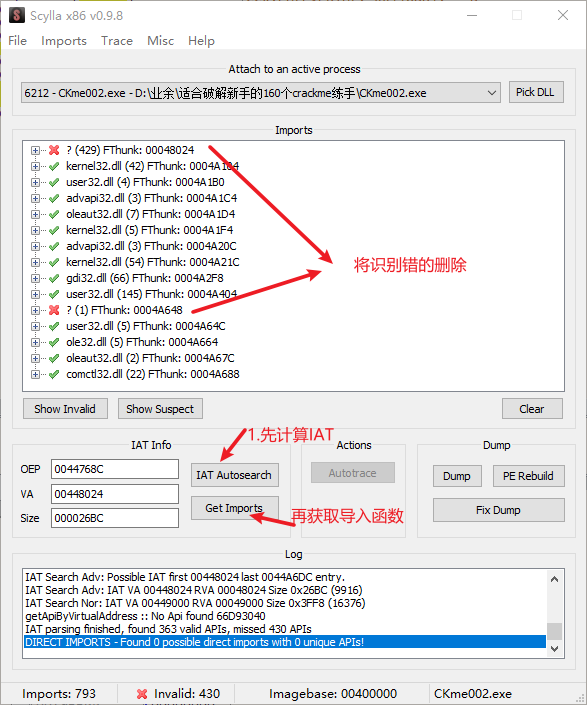 Scylla x86 v0.9.8
File Imports Trace Misc Help
Attach to an active process
6212 - CKme002.exe - D:\业余\适合破解新手的160个crackme练手\CKme002.exe
Pick DLL
Imports
? (429) FThunk: 00048024
kernel32.dll (42) FThunk: 0004A104
user32.dll (4) FThunk: 0004A1B0
advapi32.dll (3) FThunk: 0004A1C4
oleaut32.dll (7) FThunk: 0004A1D4
kernel32.dll (5) FThunk: 0004A1F4
advapi32.dll (3) FThunk: 0004A20C
kernel32.dll (54) FThunk: 0004A21C
gdi32.dll (66) FThunk: 0004A2F8
user32.dll (145) FThunk: 0004A404
? (1) FThunk: 0004A648
user32.dll (5) FThunk: 0004A64C
ole32.dll (5) FThunk: 0004A664
oleaut32.dll (2) FThunk: 0004A67C
comctl32.dll (22) FThunk: 0004A688
将识别错的删除
Show Invalid
Show Suspect
Clear
1.先计算IAT
IAT Info
Actions
Dump
OEP 0044768C
IAT Autosearch
Autotrace
Dump
PE Rebuild
VA 00448024
Get Imports
再获取导入函数
Fix Dump
Size 000026BC
Log
IAT Search Adv: Possible IAT first 00448024 last 0044A6DC entry.
IAT Search Adv: IAT VA 00448024 RVA 00048024 Size 0x26BC (9916)
IAT Search Nor: IAT VA 00449000 RVA 00049000 Size 0x3FF8 (16376)
getApiByVirtualAddress :: No Api found 66D93040
IAT parsing finished, found 363 valid APIs, missed 430 APIs
DIRECT IMPORTS - Found 0 possible direct imports with 0 unique APIs!
Imports: 793
Invalid: 430
Imagebase: 00400000
CKme002.exe